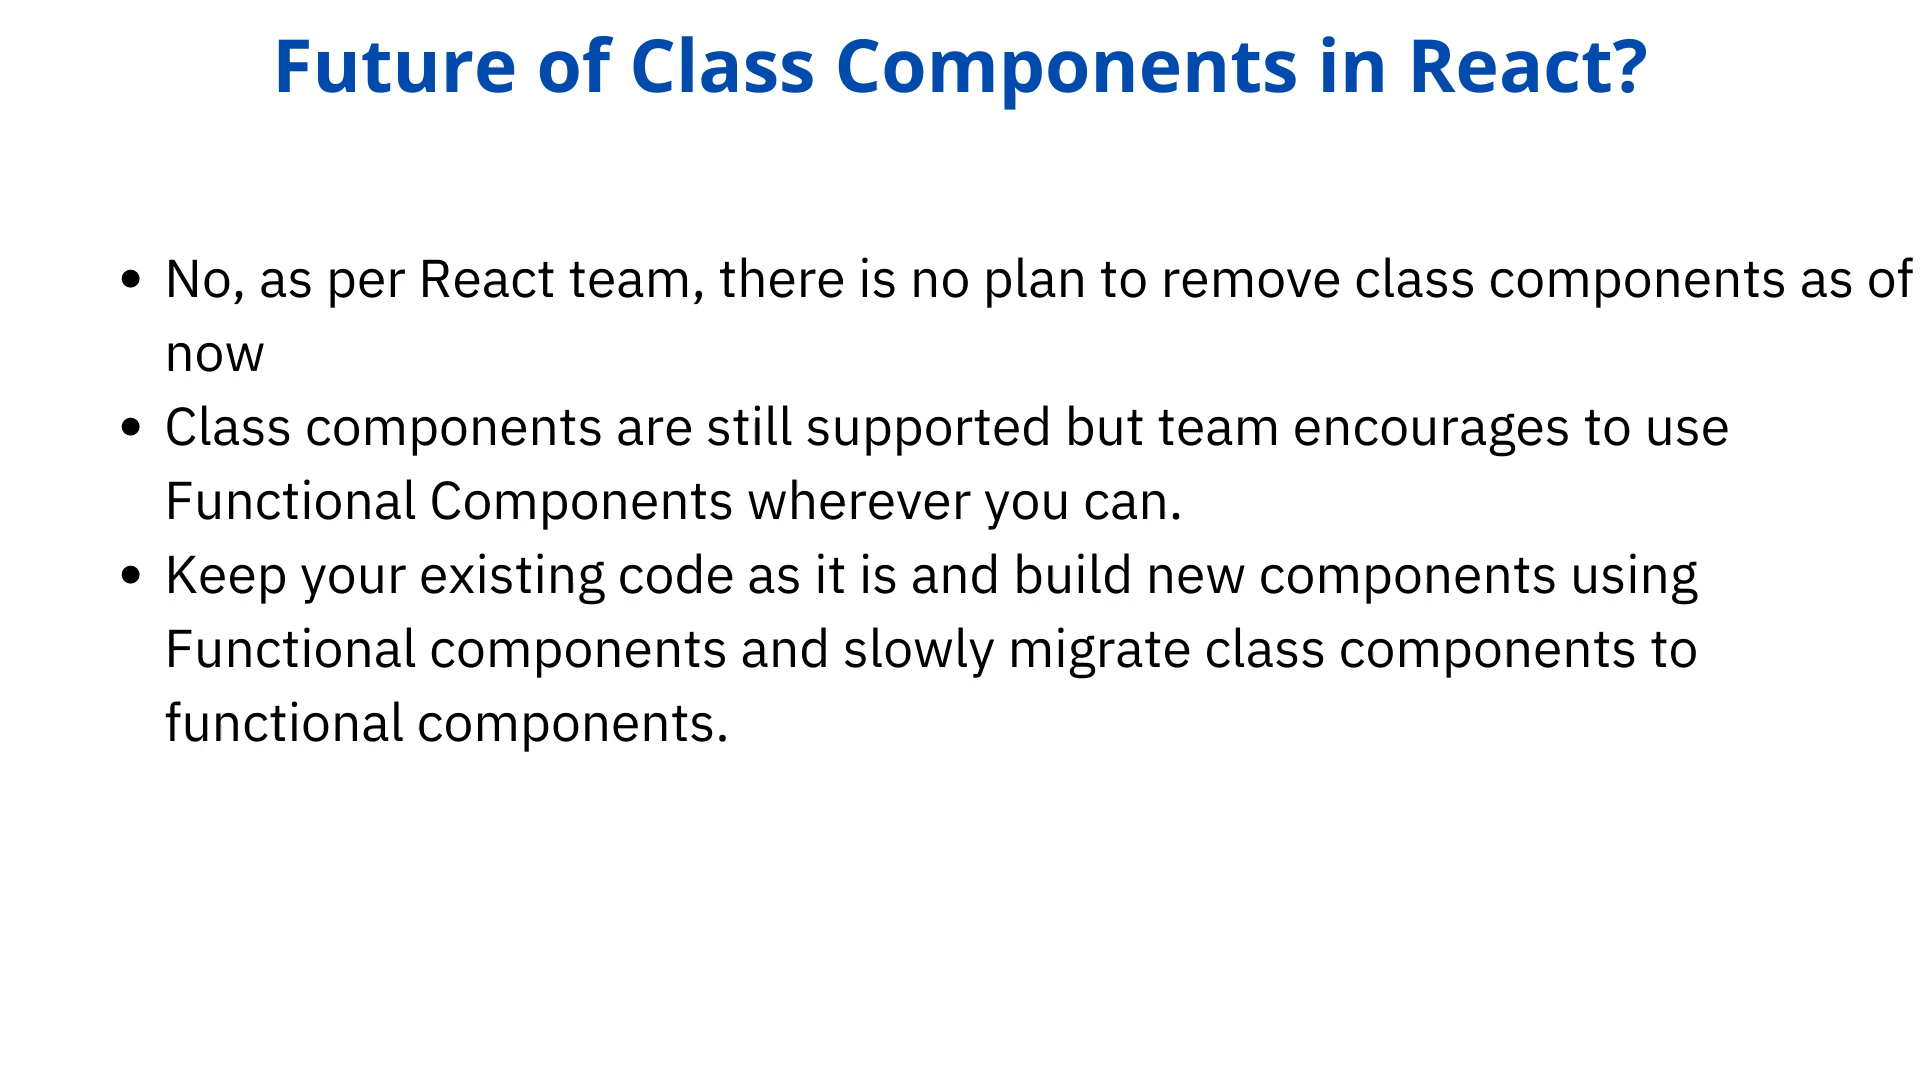 Future of Class Components in React?
• No, as per React team, there is no plan to remove class components as of
now
• Class components are still supported but team encourages to use
Functional Components wherever you can.
• Keep your existing code as it is and build new components using
Functional components and slowly migrate class components to
functional components.